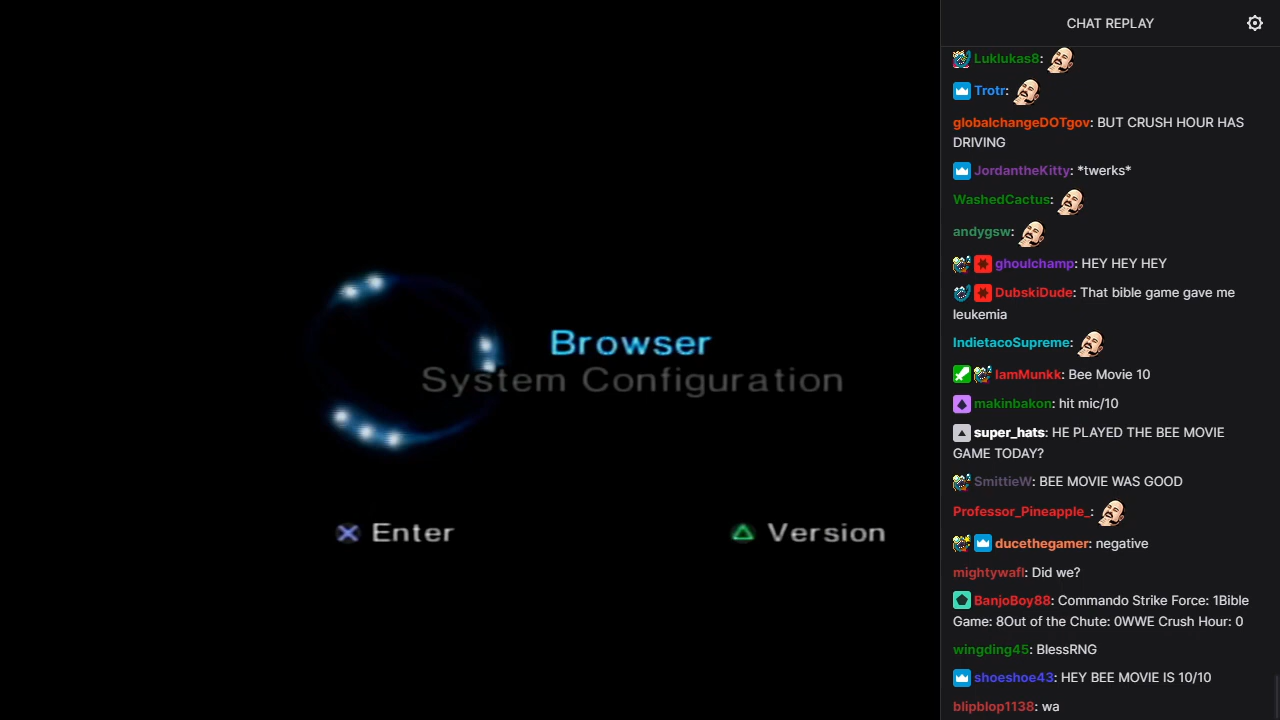 Browser
System Configuration
Enter
Version
CHAT REPLAY
Luklukas8:
Trotr:
globalchangeDOTgov: BUT CRUSH HOUR HAS
DRIVING
JordantheKitty: *twerks*
WashedCactus:
andygsw:
ghoulchamp: HEY HEY HEY
DubskiDude: That bible game gave me
leukemia
IndietacoSupreme:
IamMunkk: Bee Movie 10
makinbakon: hit mic/10
super_hats: HE PLAYED THE BEE MOVIE
GAME TODAY?
SmittieW: BEE MOVIE WAS GOOD
Professor_Pineapple_:
ducethegamer: negative
mightywafl: Did we?
BanjoBoy88: Commando Strike Force: 1Bible
Game: 8Out of the Chute: 0WWE Crush Hour: 0
wingding45: BlessRNG
shoeshoe43: HEY BEE MOVIE IS 10/10
blipblop1138: wa